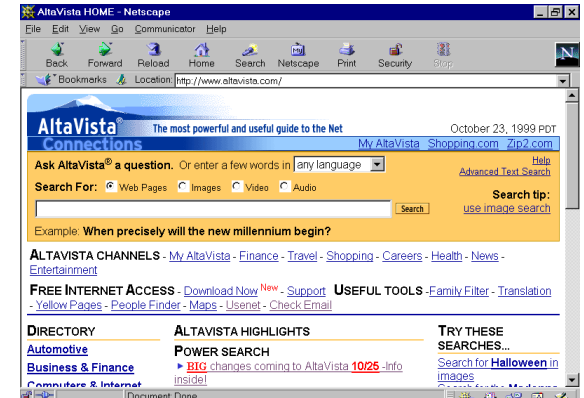 AltaVista HOME - Netscape
File Edit View Go Communicator Help
Back Forward Reload Home Search Netscape Print Security Stop
Bookmarks Location: http://www.altavista.com/
N
AltaVista® The most powerful and useful guide to the Net October 23, 1999 PDT
Connections My AltaVista Shopping.com Zip2.com
Ask AltaVista® a question. Or enter a few words in any language Help
Advanced Text Search
Search For: Web Pages Images Video Audio
Search tip:
Search use image search
Example: When precisely will the new millennium begin?
ALTAVISTA CHANNELS - My AltaVista - Finance - Travel - Shopping - Careers - Health - News -
Entertainment
FREE INTERNET ACCESS - Download Now New - Support USEFUL TOOLS -Family Filter - Translation
- Yellow Pages - People Finder - Maps - Usenet - Check Email
DIRECTORY
Automotive
Business & Finance
Computers & Internet
ALTAVISTA HIGHLIGHTS
POWER SEARCH
BIG changes coming to AltaVista 10/25 -Info
inside!
TRY THESE
SEARCHES...
Search for Halloween in
images
Search for the Madonna
Document Done